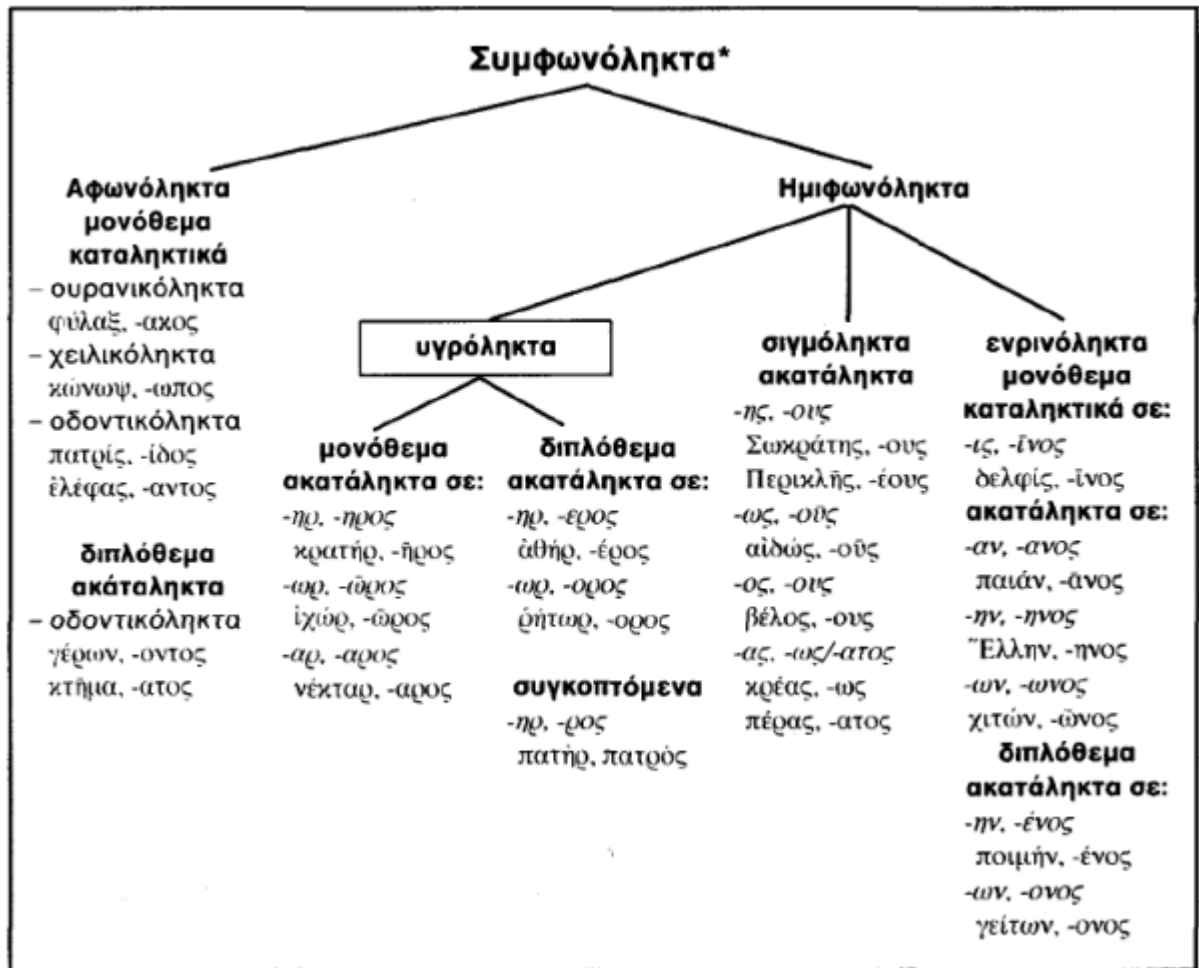 Συμφωνόληκτα*
Αφωνόληκτα
μονόθεμα
καταληκτικά
– ουρανικόληκτα
φύλαξ, -ακος
– χειλικόληκτα
κώνωψ, -ωπος
– οδοντικόληκτα
πατρίς, -ίδος
ἐλέφας, -αντος
διπλόθεμα
ακάταληκτα
– οδοντικόληκτα
γέρων, -οντος
κτῆμα, -ατος
Ημιφωνόληκτα
υγρόληκτα
μονόθεμα
ακατάληκτα σε:
-ηρ, -ηρος
κρατήρ, -ῆρος
-ωρ, -ῶρος
ἰχώρ, -ῶρος
-αρ, -αρος
νέκταρ, -αρος
διπλόθεμα
ακατάληκτα σε:
-ηρ, -ερος
ἀθήρ, -έρος
-ωρ, -ορος
ῥήτωρ, -ορος
συγκοπτόμενα
-ηρ, -ρος
πατήρ, πατρὸς
σιγμόληκτα
ακατάληκτα
-ης, -ους
Σωκράτης, -ους
Περικλῆς, -έους
-ως, -οῦς
αἰδώς, -οῦς
-ος, -ους
βέλος, -ους
-ας, -ως/-ατος
κρέας, -ως
πέρας, -ατος
ενρινόληκτα
μονόθεμα
καταληκτικά σε:
-ις, -ῖνος
δελφίς, -ῖνος
ακατάληκτα σε:
-αν, -ανος
παιάν, -ᾶνος
-ην, -ηνος
Ἕλλην, -ηνος
-ων, -ωνος
χιτών, -ῶνος
διπλόθεμα
ακατάληκτα σε:
-ην, -ένος
ποιμήν, -ένος
-ων, -ονος
γείτων, -ονος